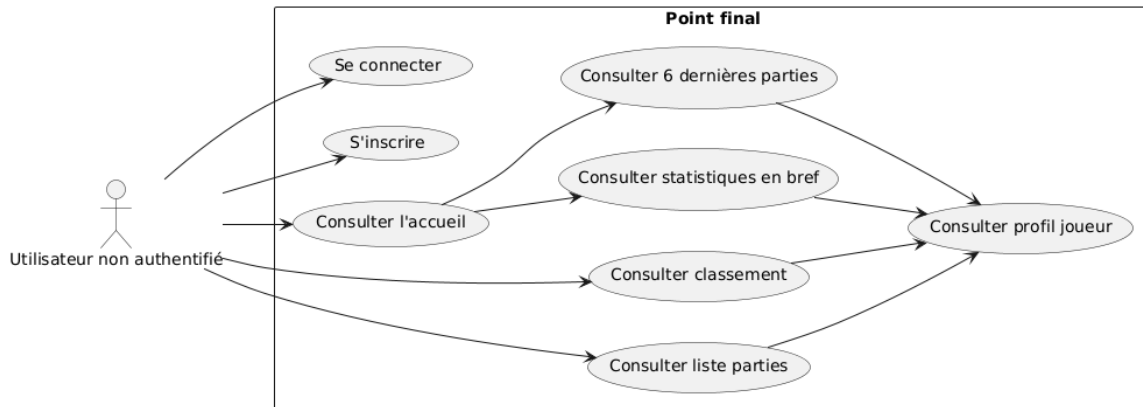 Point final
Se connecter
Consulter 6 dernières parties
S'inscrire
Consulter statistiques en bref
Consulter l'accueil
Consulter profil joueur
Utilisateur non authentifié
Consulter classement
Consulter liste parties